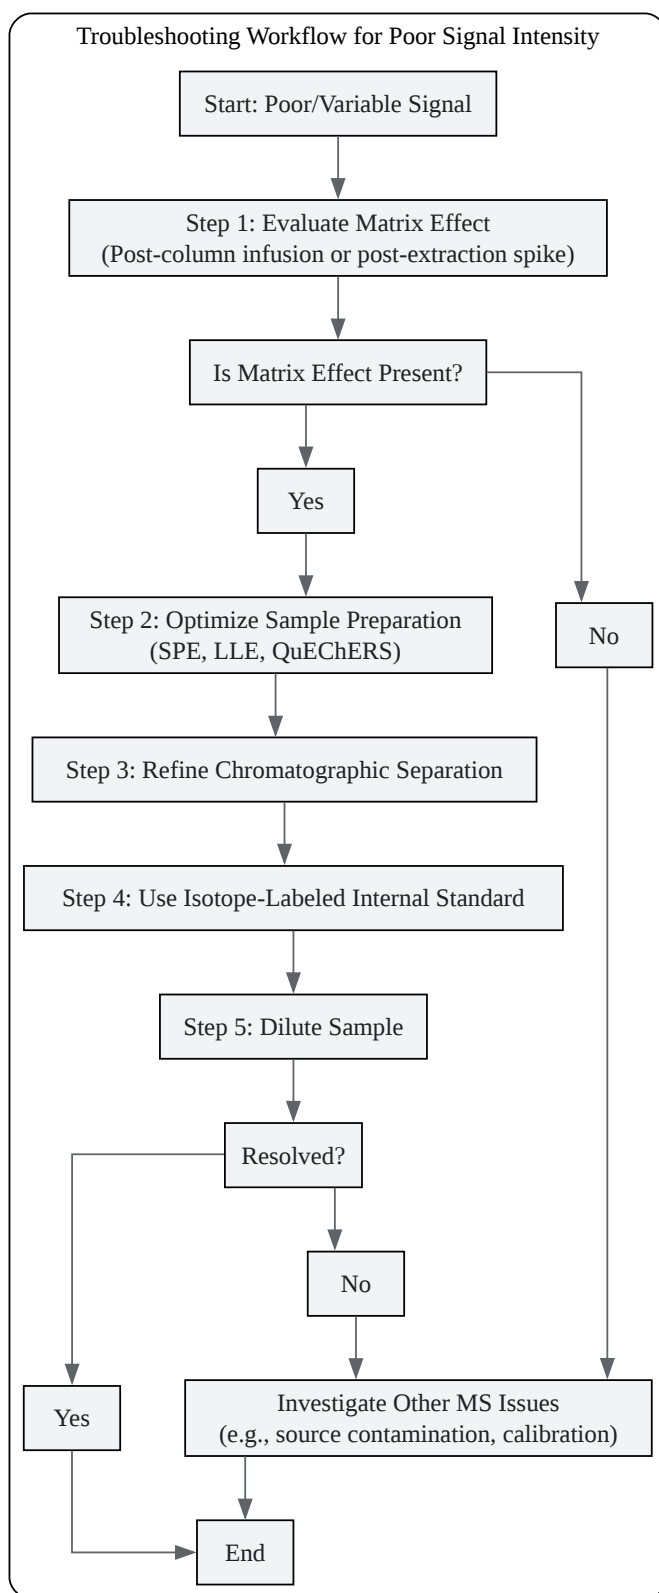 Troubleshooting Workflow for Poor Signal Intensity
Start: Poor/Variable Signal
Step 1: Evaluate Matrix Effect
(Post-column infusion or post-extraction spike)
Is Matrix Effect Present?
Yes
Step 2: Optimize Sample Preparation
(SPE, LLE, QuEChERS)
No
Step 3: Refine Chromatographic Separation
Step 4: Use Isotope-Labeled Internal Standard
Step 5: Dilute Sample
Resolved?
No
Yes
Investigate Other MS Issues
(e.g., source contamination, calibration)
End